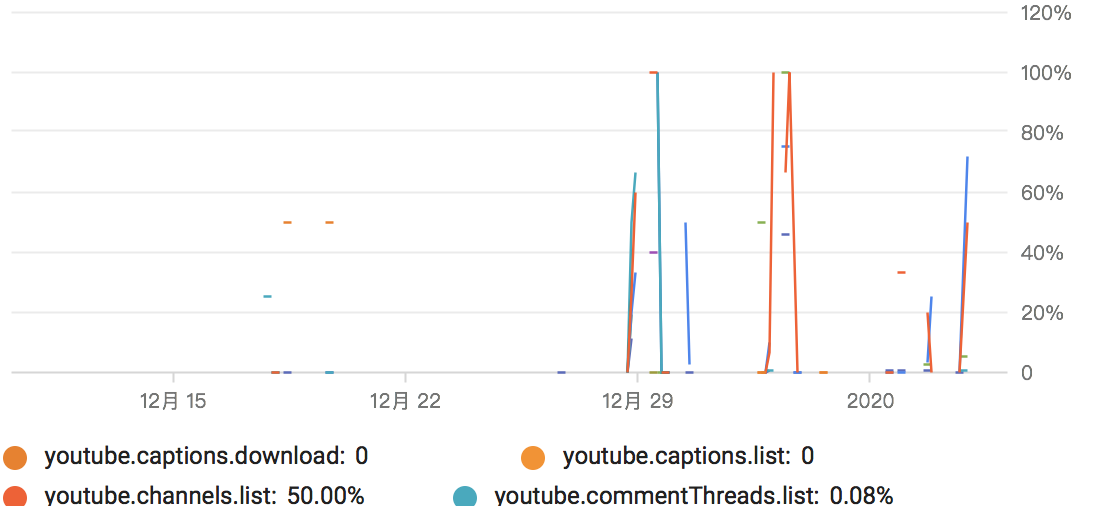 120%
100%
80%
60%
40%
20%
0
12月 15 12月 22 12月 29 2020
youtube.captions.download: 0 youtube.captions.list: 0
youtube.channels.list: 50.00% youtube.commentThreads.list: 0.08%